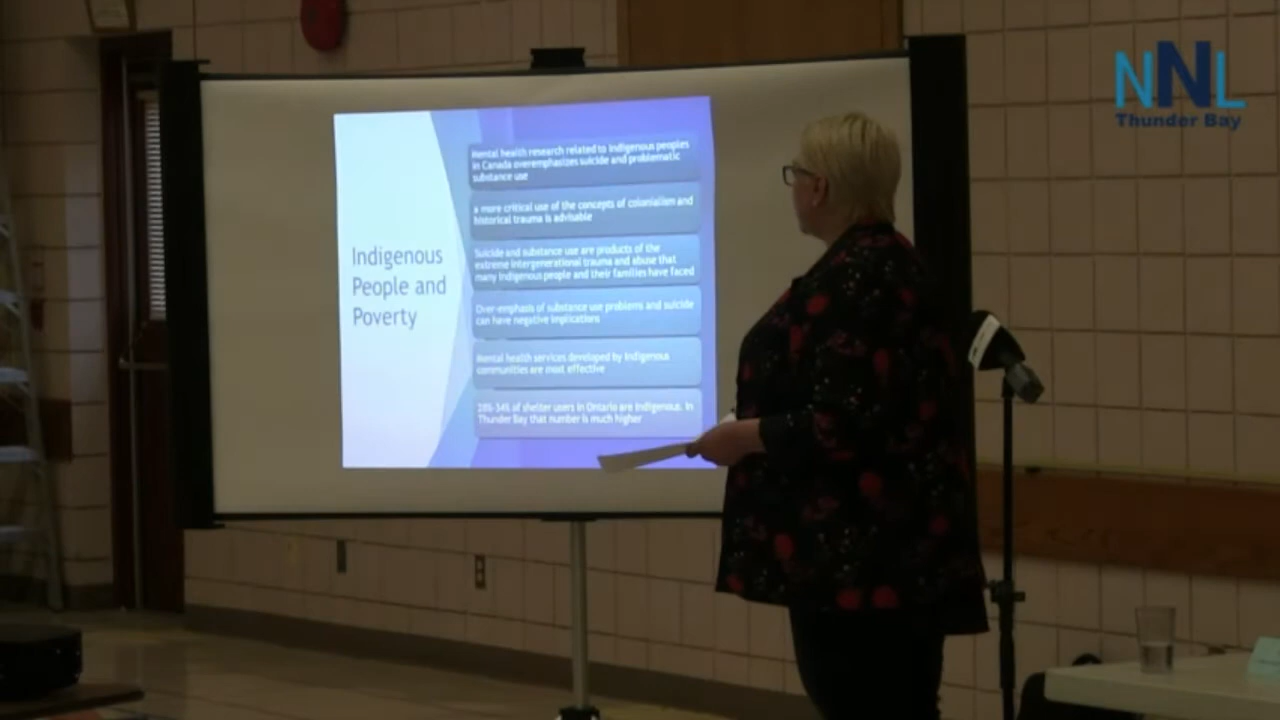 NNL
Thunder Bay
Indigenous
People and
Poverty
Mental health research related to Indigenous peoples
in Canada overemphasizes suicide and problematic
substance use
a more critical use of the concepts of colonialism and
historical trauma is advisable
Suicide and substance use are products of the
extreme intergenerational trauma and abuse that
many Indigenous people and their families have faced
Over-emphasis of substance use problems and suicide
can have negative implications
Mental health services developed by Indigenous
communities are most effective
of shelter users in Ontario are Indigenous. In
Thunder Bay that number is much higher